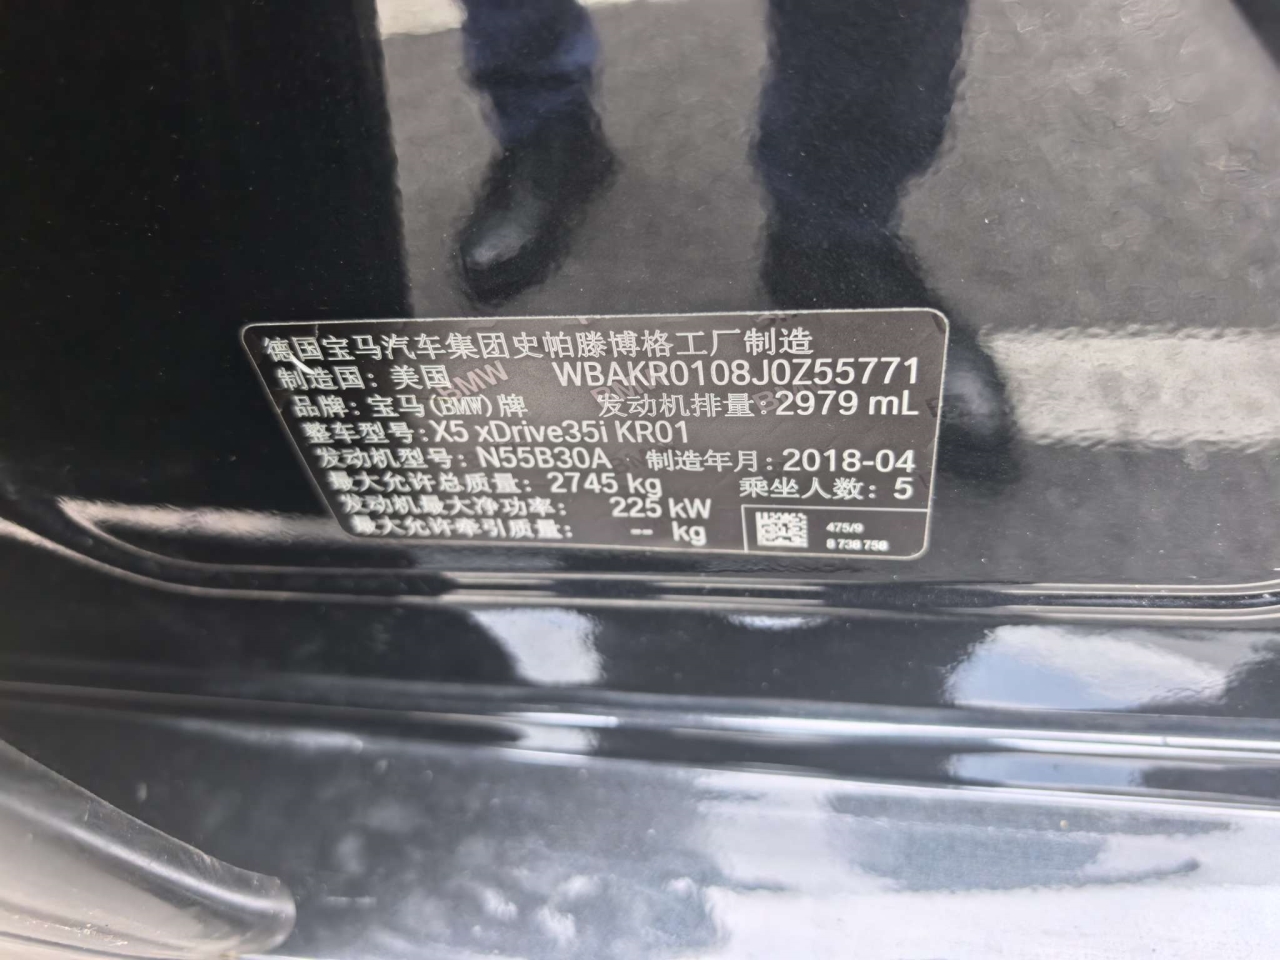 德国宝马汽车集团史帕滕博格工厂制造
制造国: 美国 WBAKR0108J0Z55771
品牌: 宝马(BMW)牌 发动机排量: 2979 mL
整车型号: X5 xDrive35i KR01
发动机型号: N55B30A 制造年月: 2018-04
最大允许总质量: 2745 kg 乘坐人数: 5
发动机最大净功率: 225 kW
最大允许牵引质量: -- kg
475/9
8 738 758